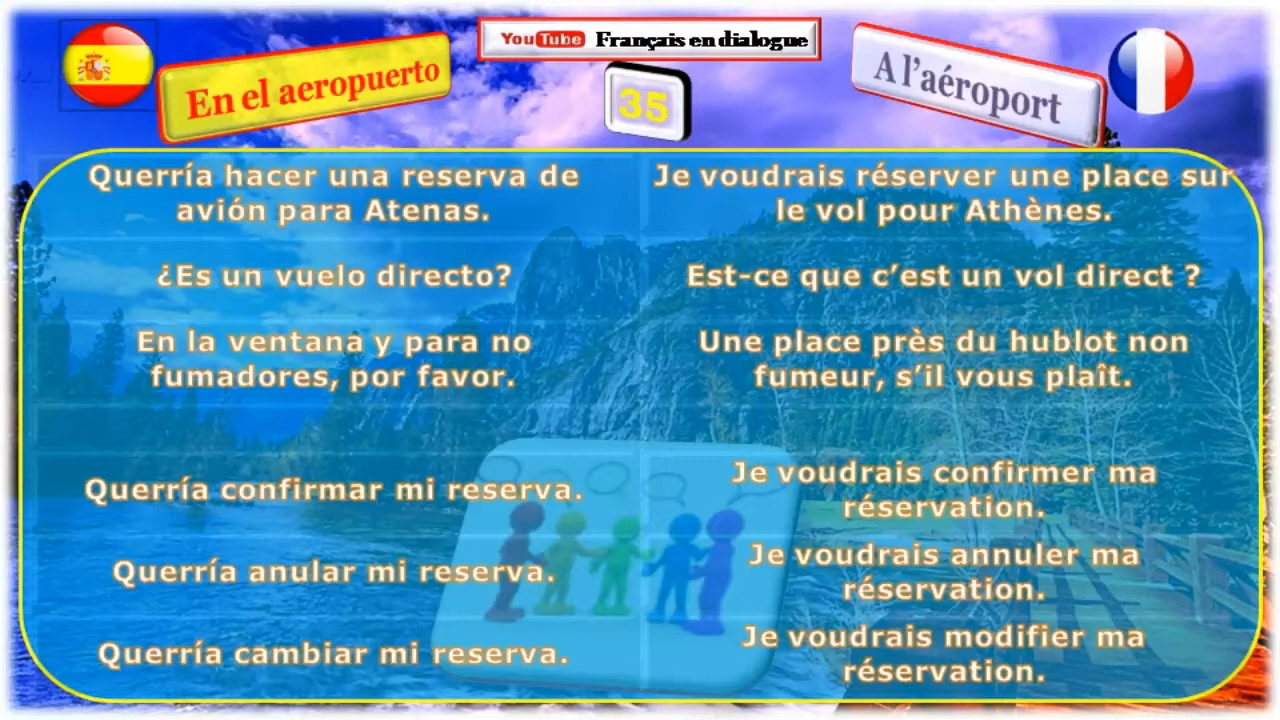 YouTube Français en dialogue
En el aeropuerto
35
A l’aéroport
Querría hacer una reserva de
avión para Atenas.
Je voudrais réserver une place sur
le vol pour Athènes.
¿Es un vuelo directo?
Est-ce que c’est un vol direct ?
En la ventana y para no
fumadores, por favor.
Une place près du hublot non
fumeur, s’il vous plaît.
Querría confirmar mi reserva.
Je voudrais confirmer ma
réservation.
Querría anular mi reserva.
Je voudrais annuler ma
réservation.
Querría cambiar mi reserva.
Je voudrais modifier ma
réservation.